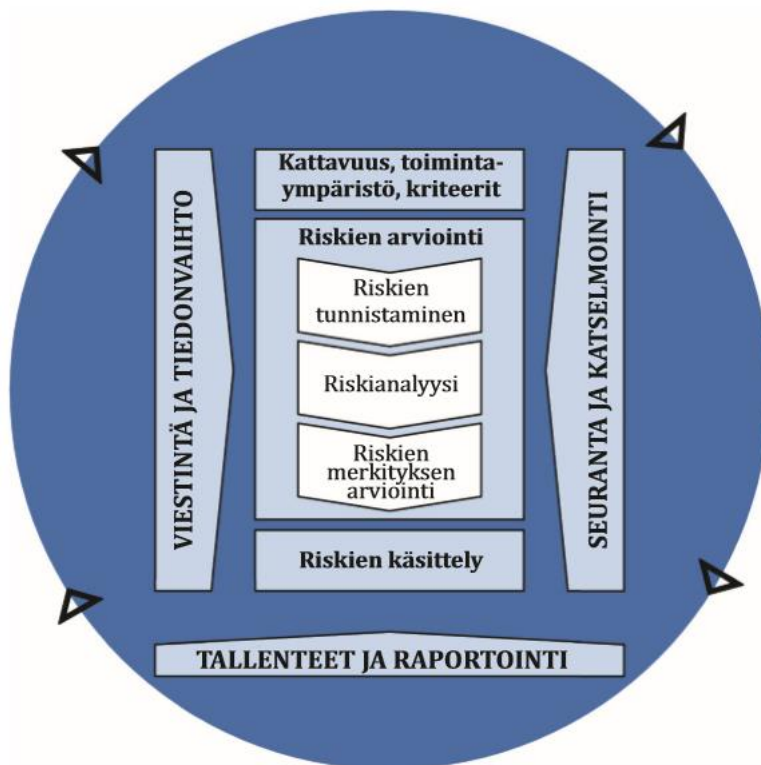 Kattavuus, toiminta-
ympäristö, kriteerit
Riskien arviointi
Riskien
tunnistaminen
Riskianalyysi
Riskien
merkityksen
arviointi
Riskien käsittely
VIESTINTÄ JA TIEDONVAIHTO
SEURANTA JA KATSELMOINTI
TALLENTEET JA RAPORTOINTI